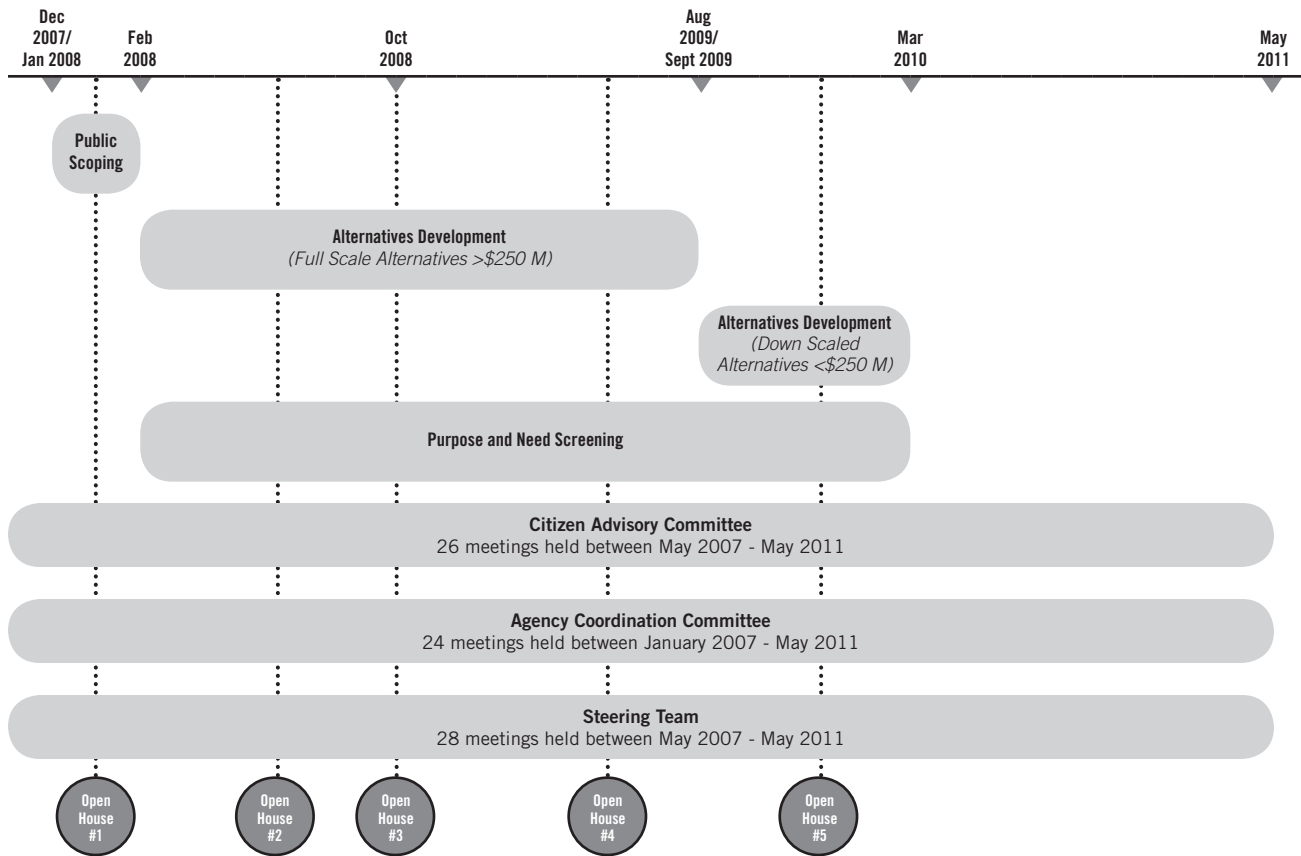 Dec
2007/
Jan 2008
Feb
2008
Oct
2008
Aug
2009/
Sept 2009
Mar
2010
May
2011
Public
Scoping
Alternatives Development
(Full Scale Alternatives >$250 M)
Alternatives Development
(Down Scaled
Alternatives <$250 M)
Purpose and Need Screening
Citizen Advisory Committee
26 meetings held between May 2007 - May 2011
Agency Coordination Committee
24 meetings held between January 2007 - May 2011
Steering Team
28 meetings held between May 2007 - May 2011
Open
House
#1
Open
House
#2
Open
House
#3
Open
House
#4
Open
House
#5